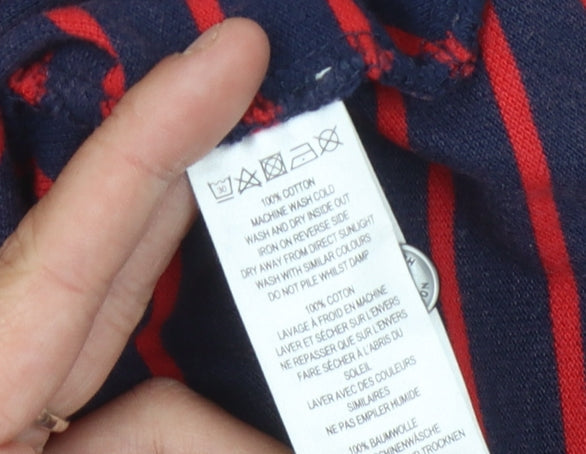 30
100% COTTON
MACHINE WASH COLD
WASH AND DRY INSIDE OUT
IRON ON REVERSE SIDE
DRY AWAY FROM DIRECT SUNLIGHT
WASH WITH SIMILAR COLOURS
DO NOT PILE WHILST DAMP
100% COTON
LAVAGE À FROID EN MACHINE
LAVER ET SÉCHER SUR L'ENVERS
NE REPASSER QUE SUR L'ENVERS
FAIRE SÉCHER À L'ABRIS DU
SOLEIL
LAVER AVEC DES COULEURS
SIMILAIRES
NE PAS EMPILER HUMIDE
100% BAUMWOLLE
TROCKNEN